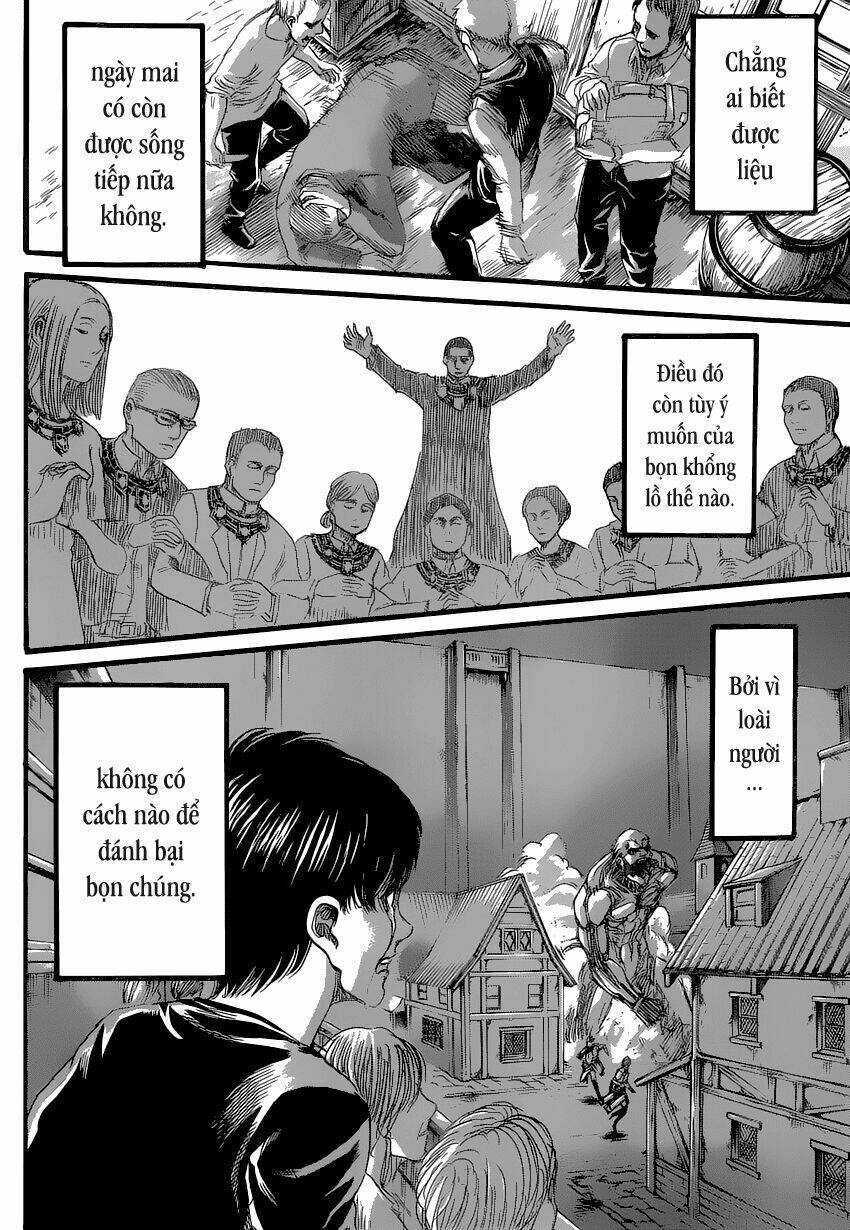 Chẳng
ai biết
được
liệu
ngày mai
có còn
được sống
tiếp nữa
không.
Điều đó
còn tùy ý
muốn của
bọn khổng
lồ thế nào.
Bởi vì
loài
người
...
không có
cách nào để
đánh bại
bọn chúng.